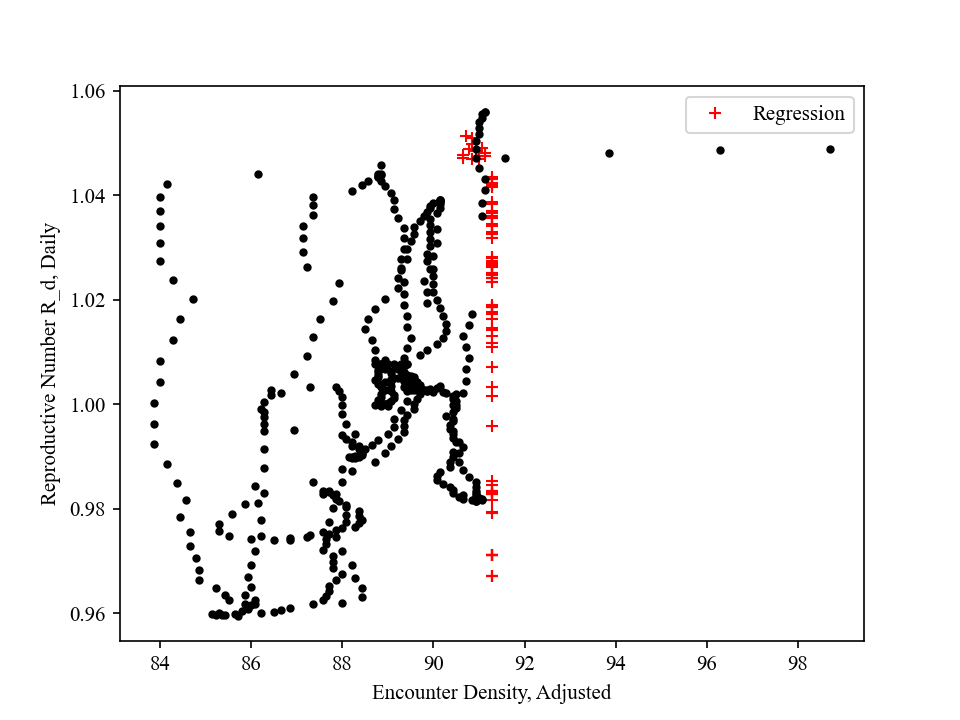 1.06
1.04
1.02
1.00
0.98
0.96
Reproductive Number R_d, Daily
Regression
84 86 88 90 92 94 96 98
Encounter Density, Adjusted